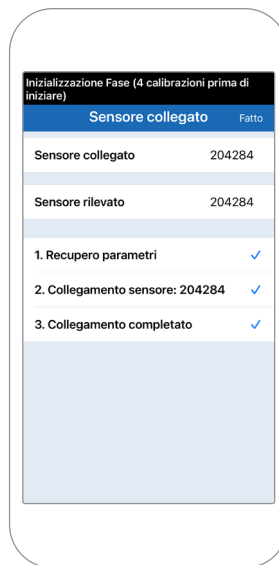 Inizializzazione Fase (4 calibrazioni prima di
iniziare)
Sensore collegato Fatto
Sensore collegato 204284
Sensore rilevato 204284
1. Recupero parametri
2. Collegamento sensore: 204284
3. Collegamento completato